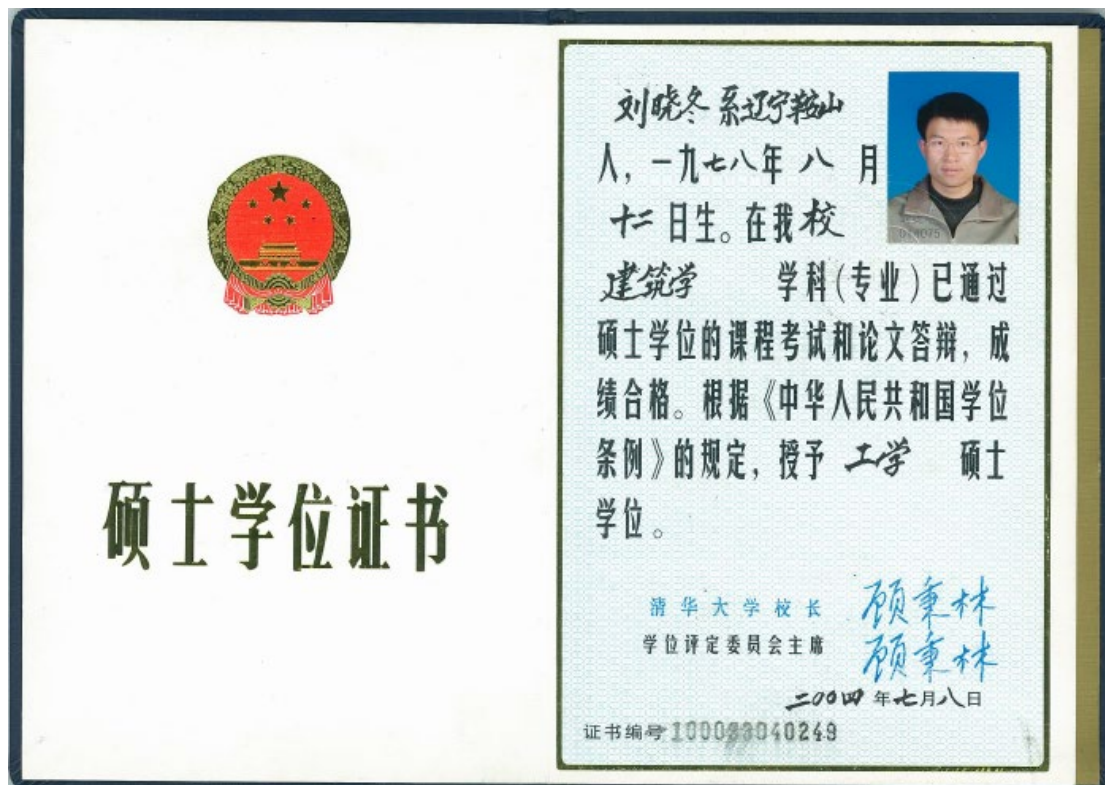 硕士学位证书
刘晓冬 系辽宁鞍山
人，一九七八年 八 月
十二 日生。在我校
建筑学 学科(专业)已通过
硕士学位的课程考试和论文答辩，成
绩合格。根据《中华人民共和国学位
条例》的规定，授予 工学 硕士
学位。
清华大学校长 顾秉林
学位评定委员会主席 顾秉林
二00四 年七月八日
证书编号